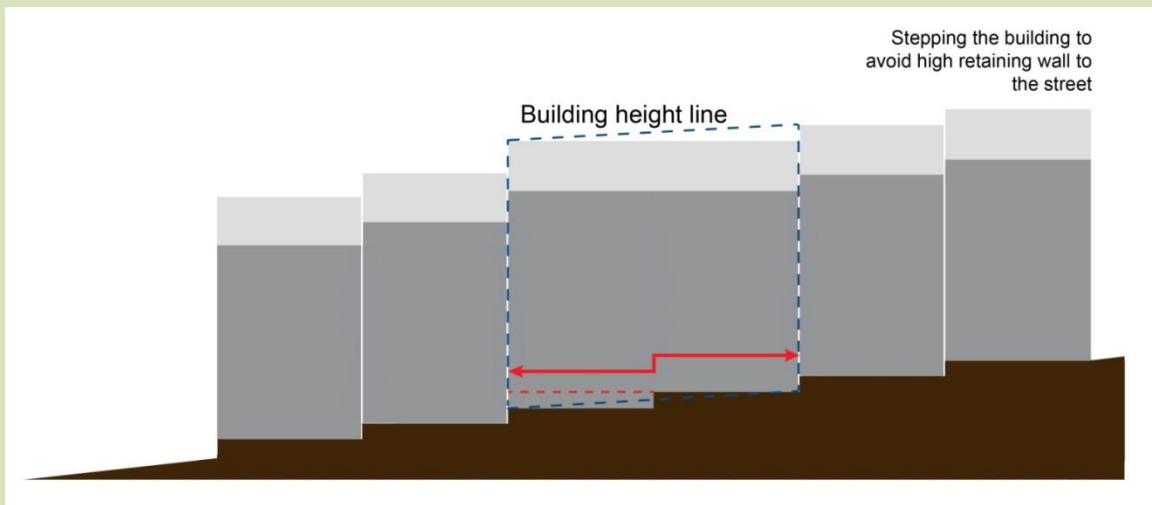 Stepping the building to
avoid high retaining wall to
the street
Building height line